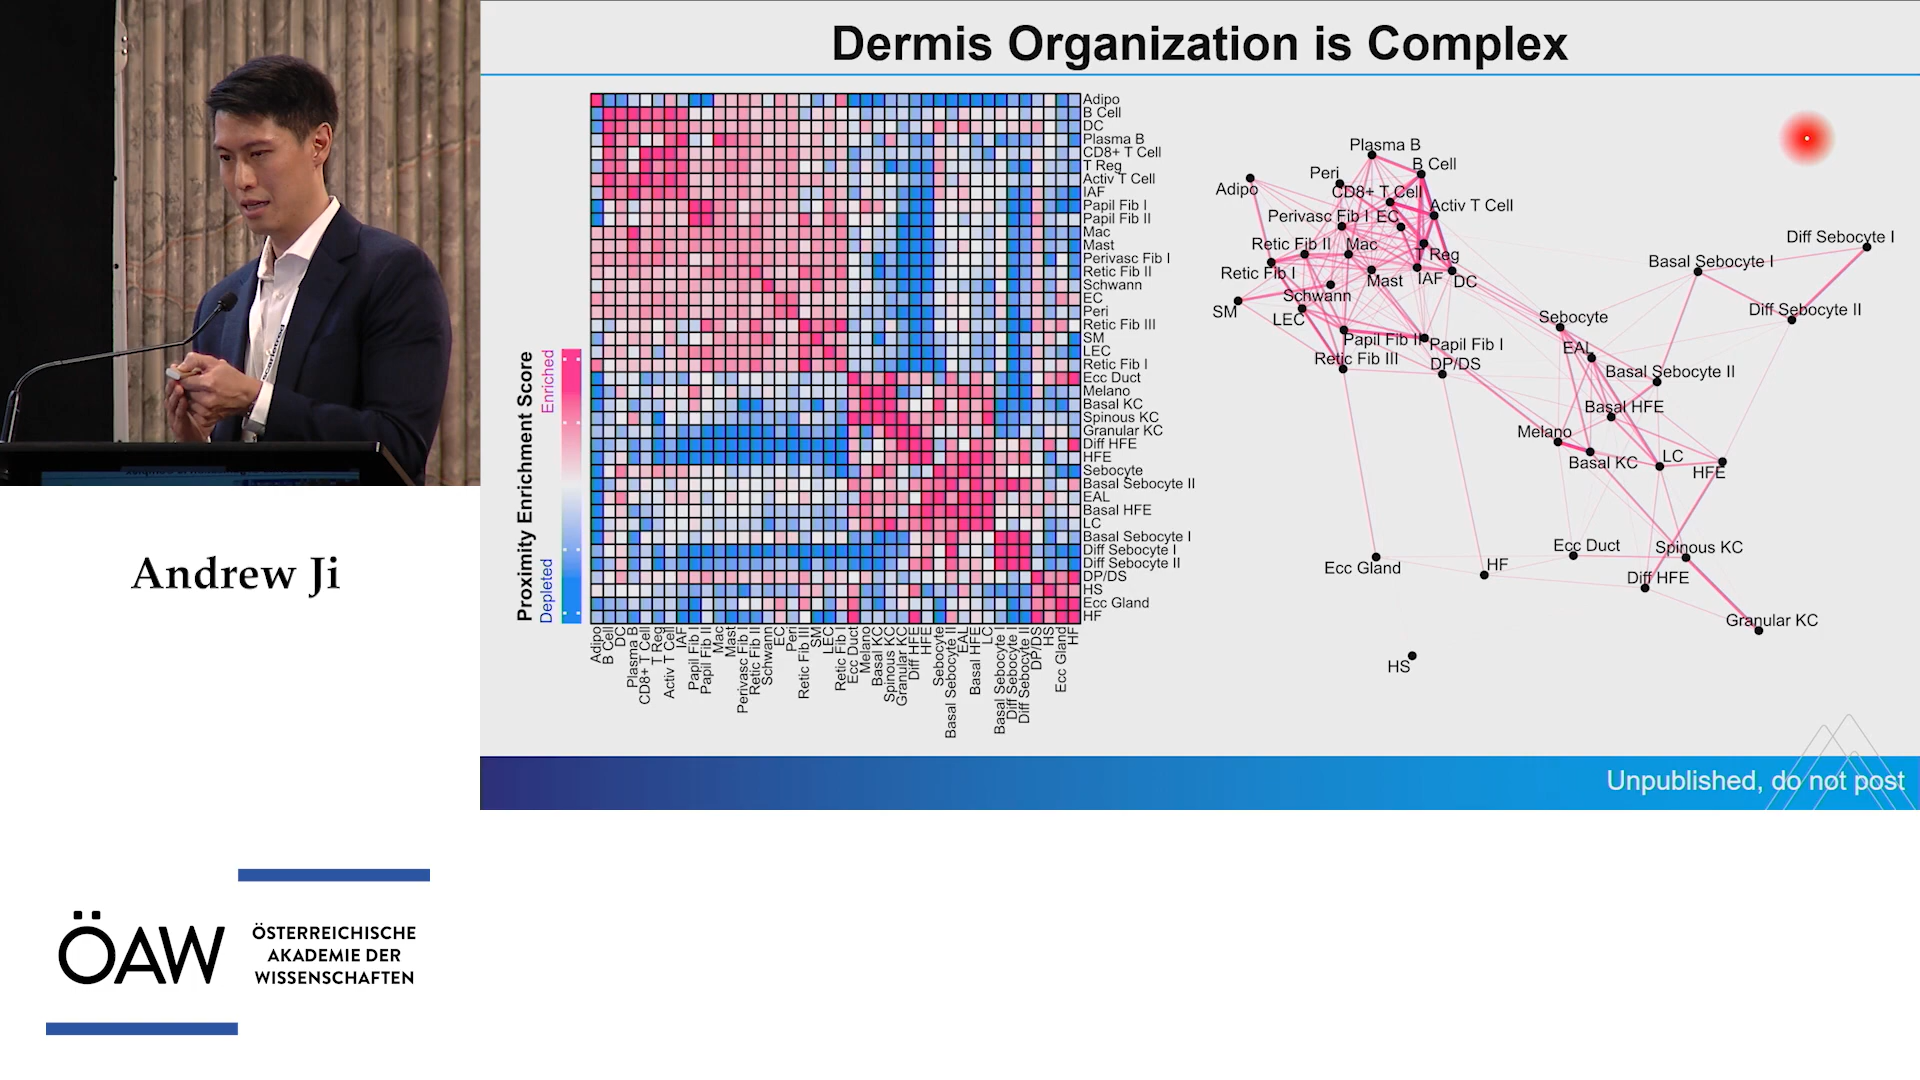 Dermis Organization is Complex
Proximity Enrichment Score
Enriched
Depleted
Adipo
B Cell
DC
Plasma B
CD8+ T Cell
T Reg
Activ T Cell
IAF
Papil Fib I
Papil Fib II
Mac
Mast
Perivasc Fib I
Retic Fib II
Schwann
EC
Peri
Retic Fib III
SM
LEC
Retic Fib I
Ecc Duct
Melano
Basal KC
Spinous KC
Granular KC
Diff HFE
HFE
Sebocyte
Basal Sebocyte II
EAL
Basal HFE
LC
Basal Sebocyte I
Diff Sebocyte I
Diff Sebocyte II
DP/DS
HS
Ecc Gland
HF
Adipo
B Cell
DC
Plasma B
CD8+ T Cell
T Reg
Activ T Cell
IAF
Papil Fib I
Papil Fib II
Mac
Mast
Perivasc Fib I
Retic Fib II
Schwann
EC
Peri
Retic Fib III
SM
LEC
Retic Fib I
Ecc Duct
Melano
Basal KC
Spinous KC
Granular KC
Diff HFE
HFE
Sebocyte
Basal Sebocyte II
EAL
Basal HFE
LC
Basal Sebocyte I
Diff Sebocyte I
Diff Sebocyte II
DP/DS
HS
Ecc Gland
HF
Plasma B
B Cell
Peri
Adipo
CD8+ T Cell
Activ T Cell
Perivasc Fib I
EC
Retic Fib II
Mac
T Reg
Retic Fib I
Mast
IAF
DC
Schwann
SM
LEC
Papil Fib II
Papil Fib I
Retic Fib III
DP/DS
Diff Sebocyte I
Basal Sebocyte I
Diff Sebocyte II
Sebocyte
EAL
Basal Sebocyte II
Basal HFE
Melano
Basal KC
LC
HFE
Ecc Duct
Spinous KC
Ecc Gland
HF
Diff HFE
Granular KC
HS
Unpublished, do not post
Andrew Ji
ÖAW
ÖSTERREICHISCHE
AKADEMIE DER
WISSENSCHAFTEN